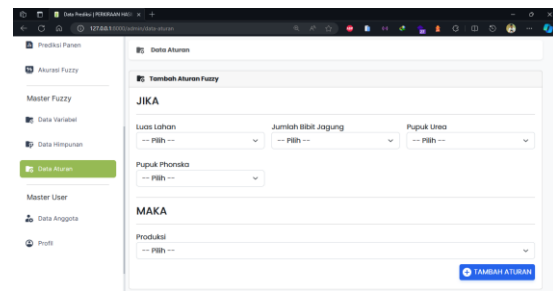 Data Prediksi | PERKIRAAN HASI
127.0.0.1:8000/admin/data-aturan
Prediksi Panen
Akurasi Fuzzy
Master Fuzzy
Data Variabel
Data Himpunan
Data Aturan
Master User
Data Anggota
Profil
Data Aturan
Tambah Aturan Fuzzy
JIKA
Luas Lahan
Jumlah Bibit Jagung
Pupuk Urea
-- Pilih --
-- Pilih --
-- Pilih --
Pupuk Phonska
-- Pilih --
MAKA
Produksi
-- Pilih --
TAMBAH ATURAN